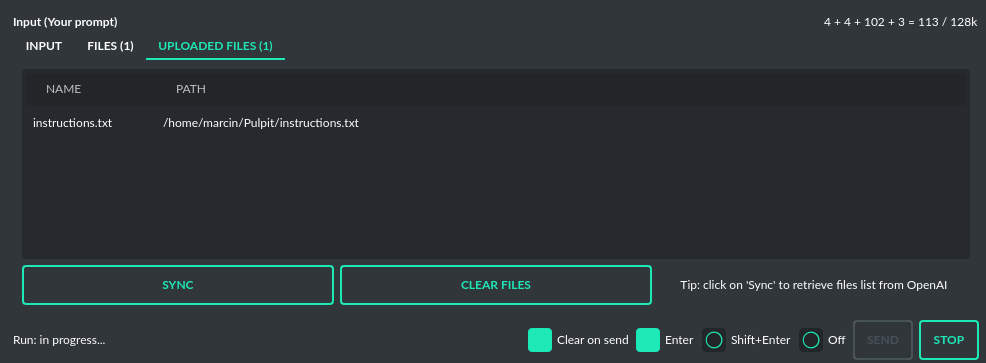 Input (Your prompt) 4 + 4 + 102 + 3 = 113 / 128k
INPUT FILES (1) UPLOADED FILES (1)
NAME PATH
instructions.txt /home/marcin/Pulpit/instructions.txt
SYNC CLEAR FILES Tip: click on 'Sync' to retrieve files list from OpenAI
Run: in progress... Clear on send Enter Shift+Enter Off SEND STOP